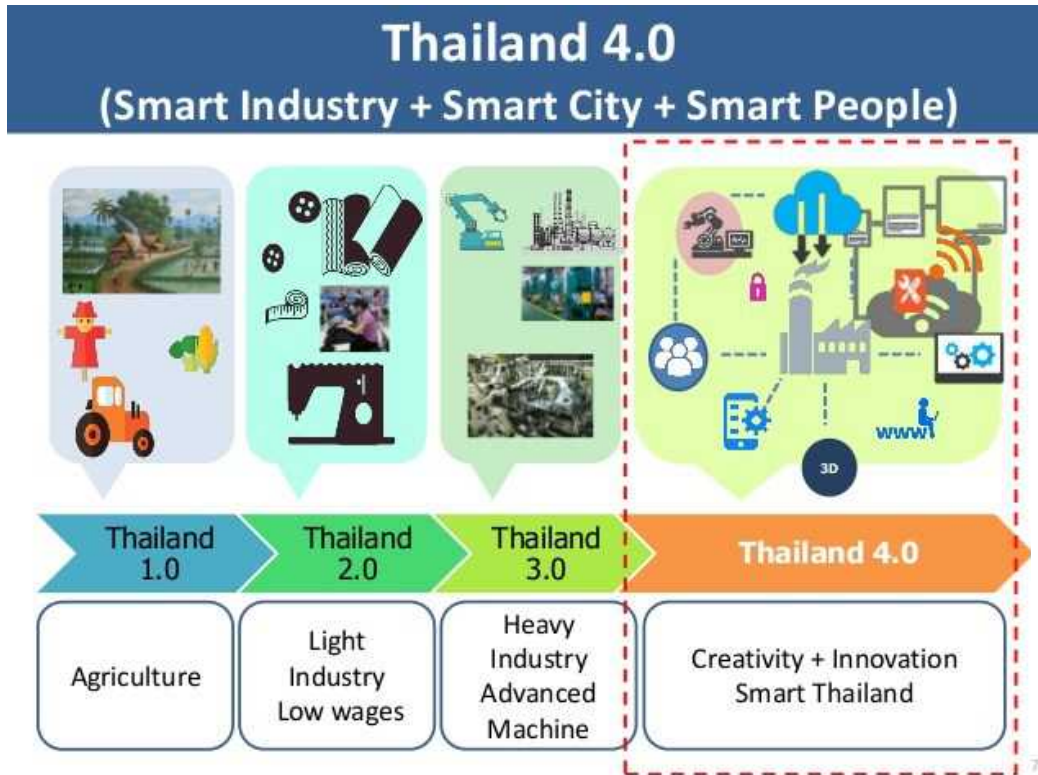 Thailand 4.0
(Smart Industry + Smart City + Smart People)
3D
www
Thailand
1.0
Thailand
2.0
Thailand
3.0
Thailand 4.0
Agriculture
Light
Industry
Low wages
Heavy
Industry
Advanced
Machine
Creativity + Innovation
Smart Thailand
7